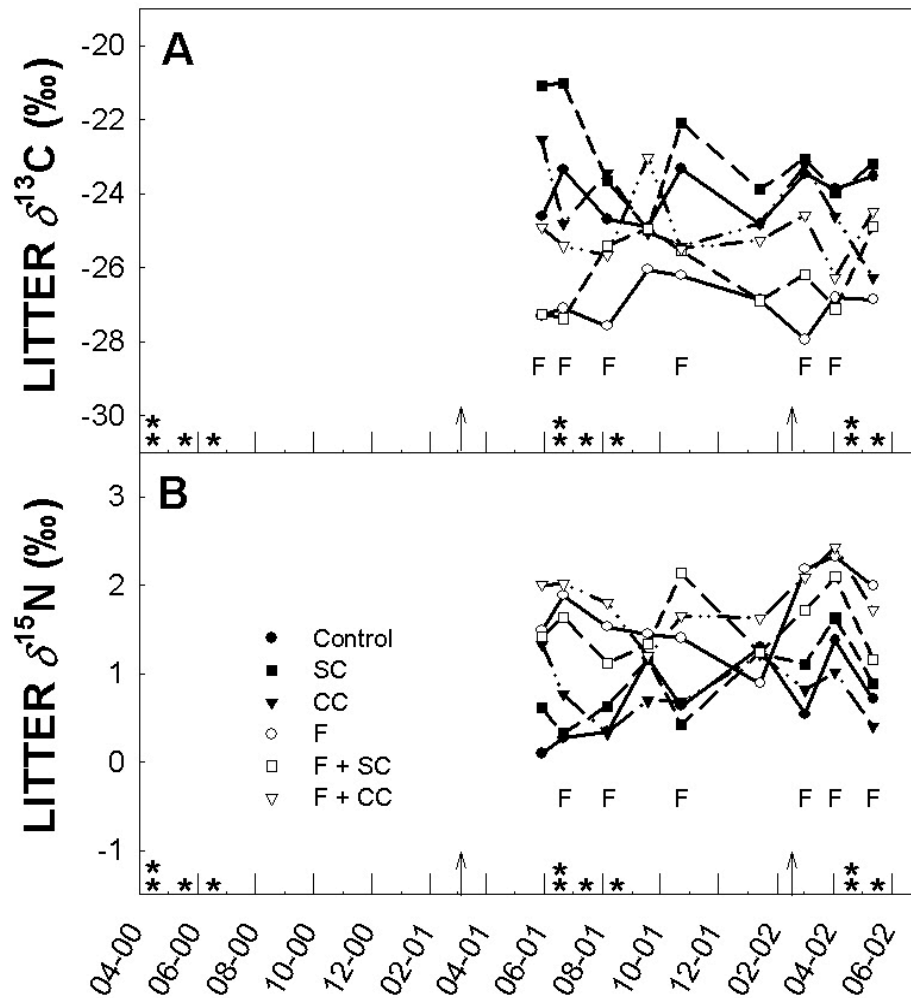 A
LITTER δ¹³C (‰)
-20
-22
-24
-26
-28
-30
F F F F F F
* * * * * * * * * * *
B
LITTER δ¹⁵N (‰)
3
2
1
0
-1
Control
SC
CC
F
F + SC
F + CC
F F F F F F
* * * * * * * * * * *
04-00 06-00 08-00 10-00 12-00 02-01 04-01 06-01 08-01 10-01 12-01 02-02 04-02 06-02